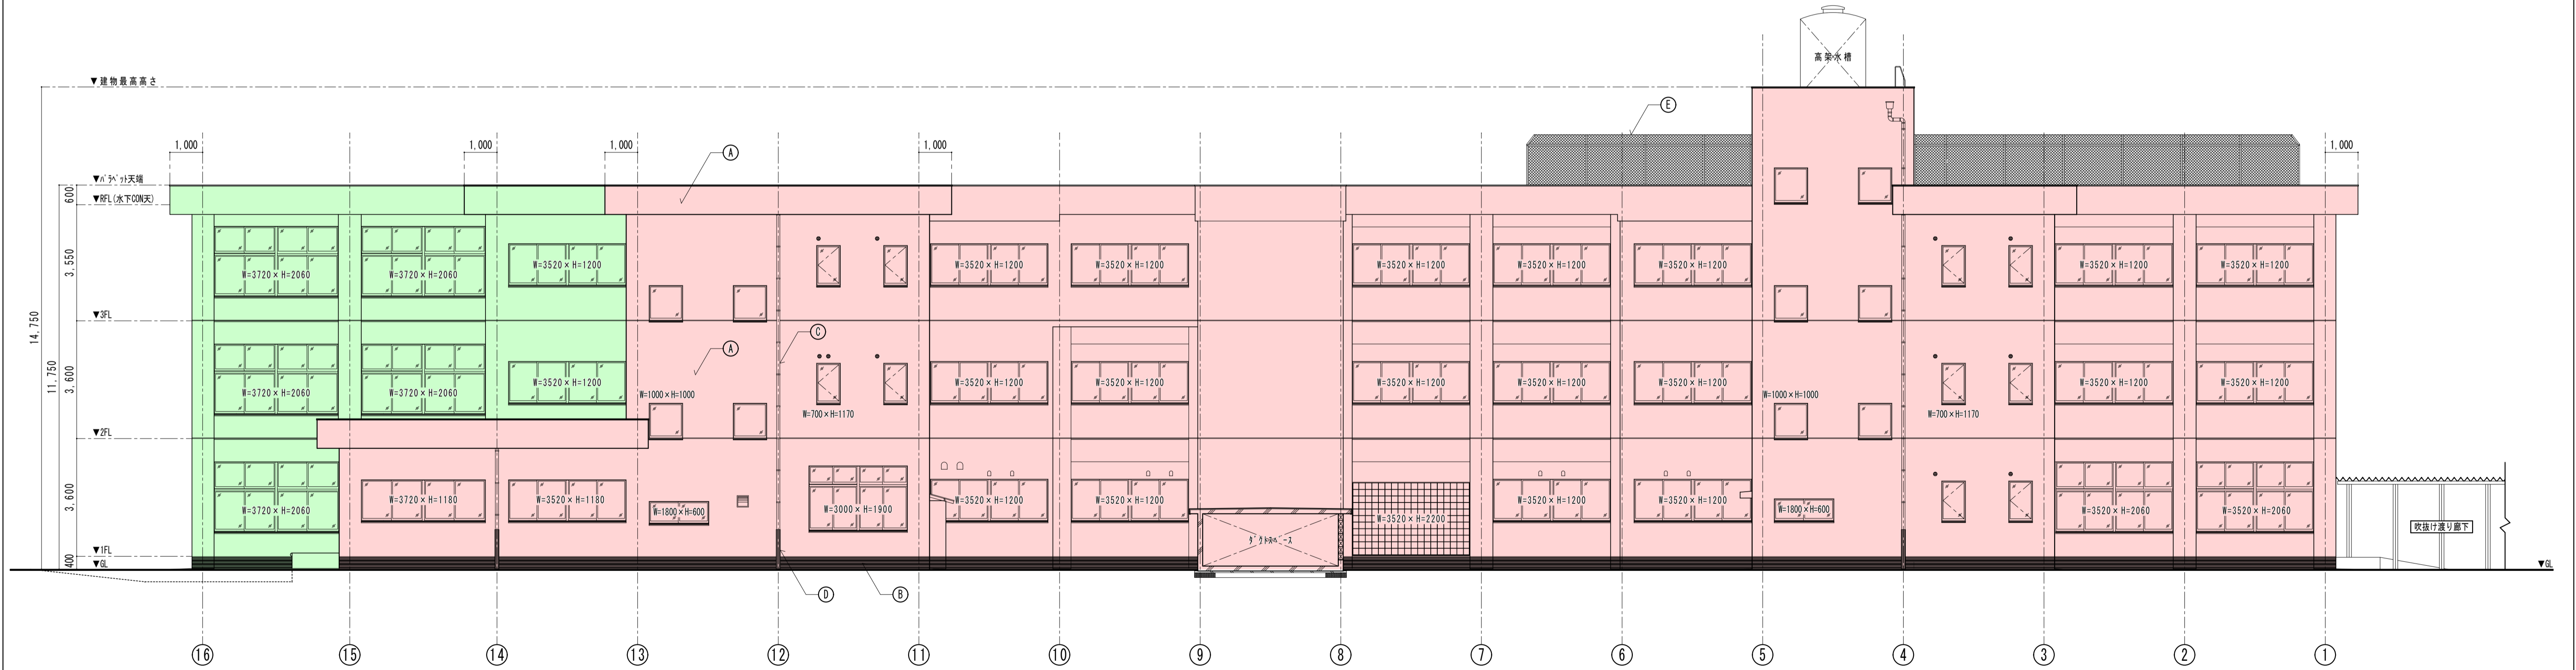 高架水槽
▼建物最高高さ
E
1,000
1,000
1,000
1,000
1,000
A
▼ﾊﾟﾗﾍﾟｯﾄ天端
600
▼RFL(水下CON天)
W=3720×H=2060
W=3720×H=2060
W=3520×H=1200
W=3520×H=1200
W=3520×H=1200
W=3520×H=1200
W=3520×H=1200
W=3520×H=1200
W=3520×H=1200
W=3520×H=1200
3,550
14,750
11,750
▼3FL
C
A
3,600
W=3720×H=2060
W=3720×H=2060
W=3520×H=1200
W=1000×H=1000
W=700×H=1170
W=3520×H=1200
W=3520×H=1200
W=3520×H=1200
W=3520×H=1200
W=3520×H=1200
W=1000×H=1000
W=700×H=1170
W=3520×H=1200
W=3520×H=1200
▼2FL
3,600
W=3720×H=2060
W=3720×H=1180
W=3520×H=1180
W=1800×H=600
W=3000×H=1900
W=3520×H=1200
W=3520×H=1200
W=3520×H=2200
W=3520×H=1200
W=3520×H=1200
W=1800×H=600
W=3520×H=2060
W=3520×H=2060
吹抜け渡り廊下
ﾀﾞｸﾄｽﾍﾟｰｽ
▼1FL
400
▼GL
▼GL
D
B
16
15
14
13
12
11
10
9
8
7
6
5
4
3
2
1